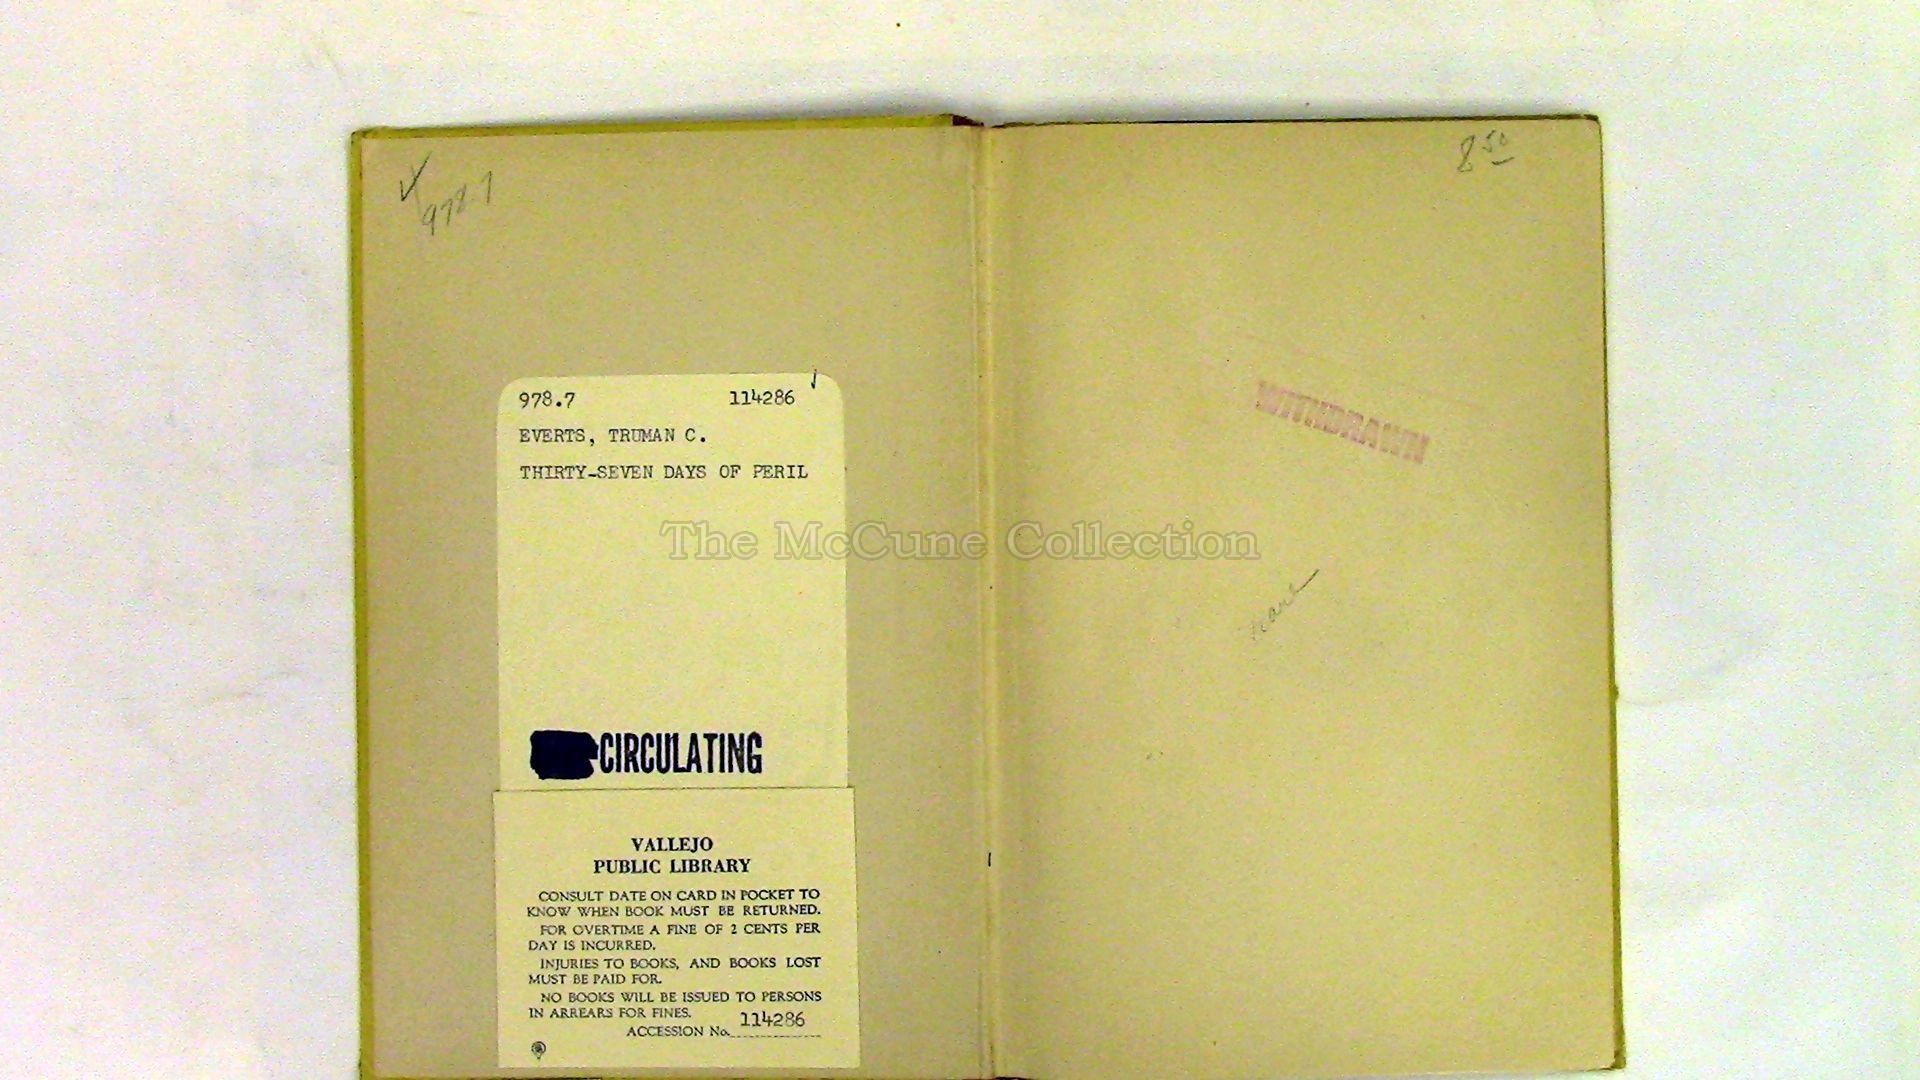 978.7
978.7 114286
EVERTS, TRUMAN C.
THIRTY-SEVEN DAYS OF PERIL
CIRCULATING
VALLEJO
PUBLIC LIBRARY
CONSULT DATE ON CARD IN POCKET TO
KNOW WHEN BOOK MUST BE RETURNED.
FOR OVERTIME A FINE OF 2 CENTS PER
DAY IS INCURRED.
INJURIES TO BOOKS, AND BOOKS LOST
MUST BE PAID FOR.
NO BOOKS WILL BE ISSUED TO PERSONS
IN ARREARS FOR FINES.
ACCESSION No. 114286
8 50
WITHDRAWN
rare
The McCune Collection